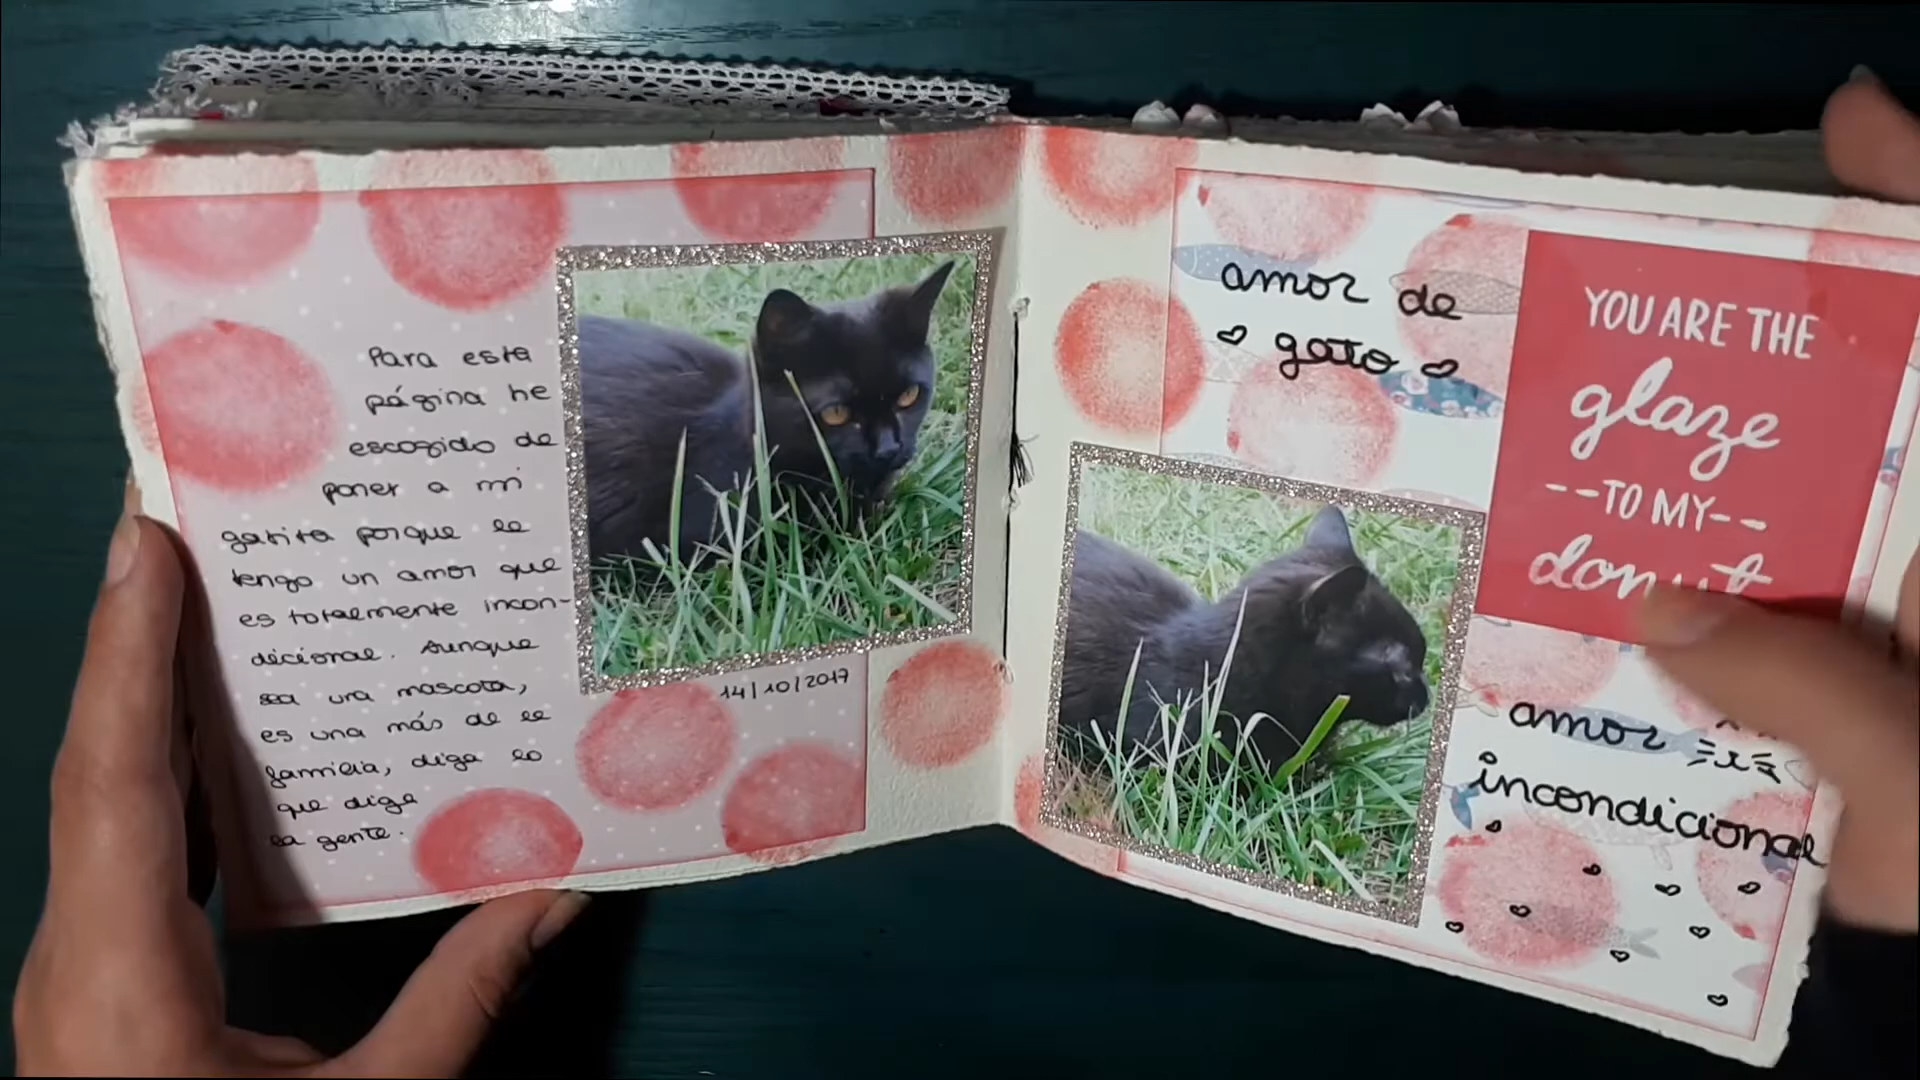 Para esta
página he
escogido de
poner a mi
gatita porque le
tengo un amor que
es totalmente incon-
dicional. Aunque
sea una mascota,
es una más de la
familia, diga lo
que diga
la gente.
14/10/2017
amor de
gato
YOU ARE THE
glaze
--TO MY--
donut
amor
incondicional